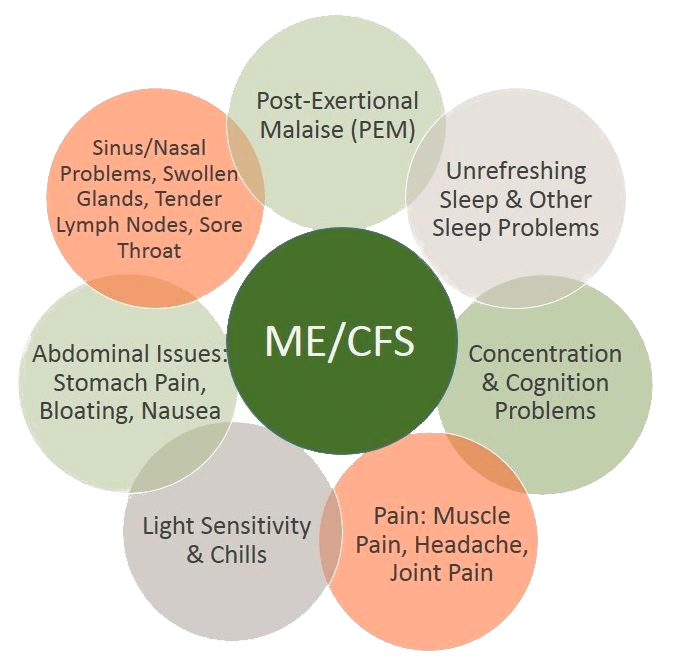 Post-Exertional
Malaise (PEM)
Unrefreshing
Sleep & Other
Sleep Problems
Concentration
& Cognition
Problems
Pain: Muscle
Pain, Headache,
Joint Pain
Light Sensitivity
& Chills
Abdominal Issues:
Stomach Pain,
Bloating, Nausea
Sinus/Nasal
Problems, Swollen
Glands, Tender
Lymph Nodes, Sore
Throat
ME/CFS